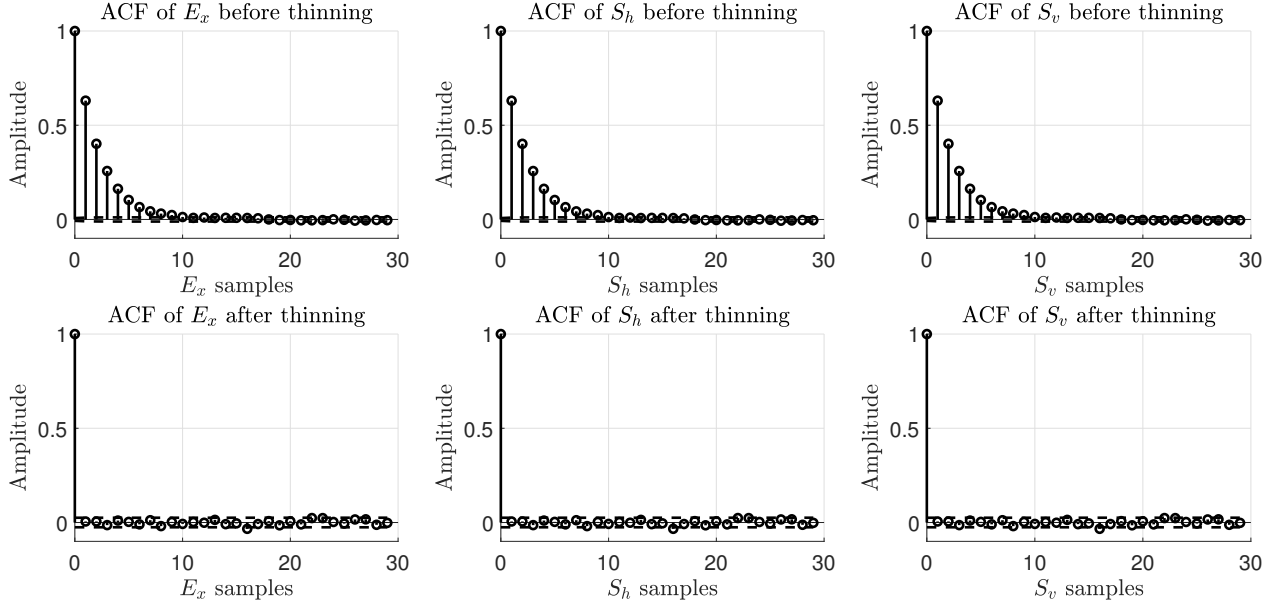 ACF of E_x before thinning
1
0.5
0
Amplitude
0 10 20 30
E_x samples
ACF of S_h before thinning
1
0.5
0
Amplitude
0 10 20 30
S_h samples
ACF of S_v before thinning
1
0.5
0
Amplitude
0 10 20 30
S_v samples
ACF of E_x after thinning
1
0.5
0
Amplitude
0 10 20 30
E_x samples
ACF of S_h after thinning
1
0.5
0
Amplitude
0 10 20 30
S_h samples
ACF of S_v after thinning
1
0.5
0
Amplitude
0 10 20 30
S_v samples